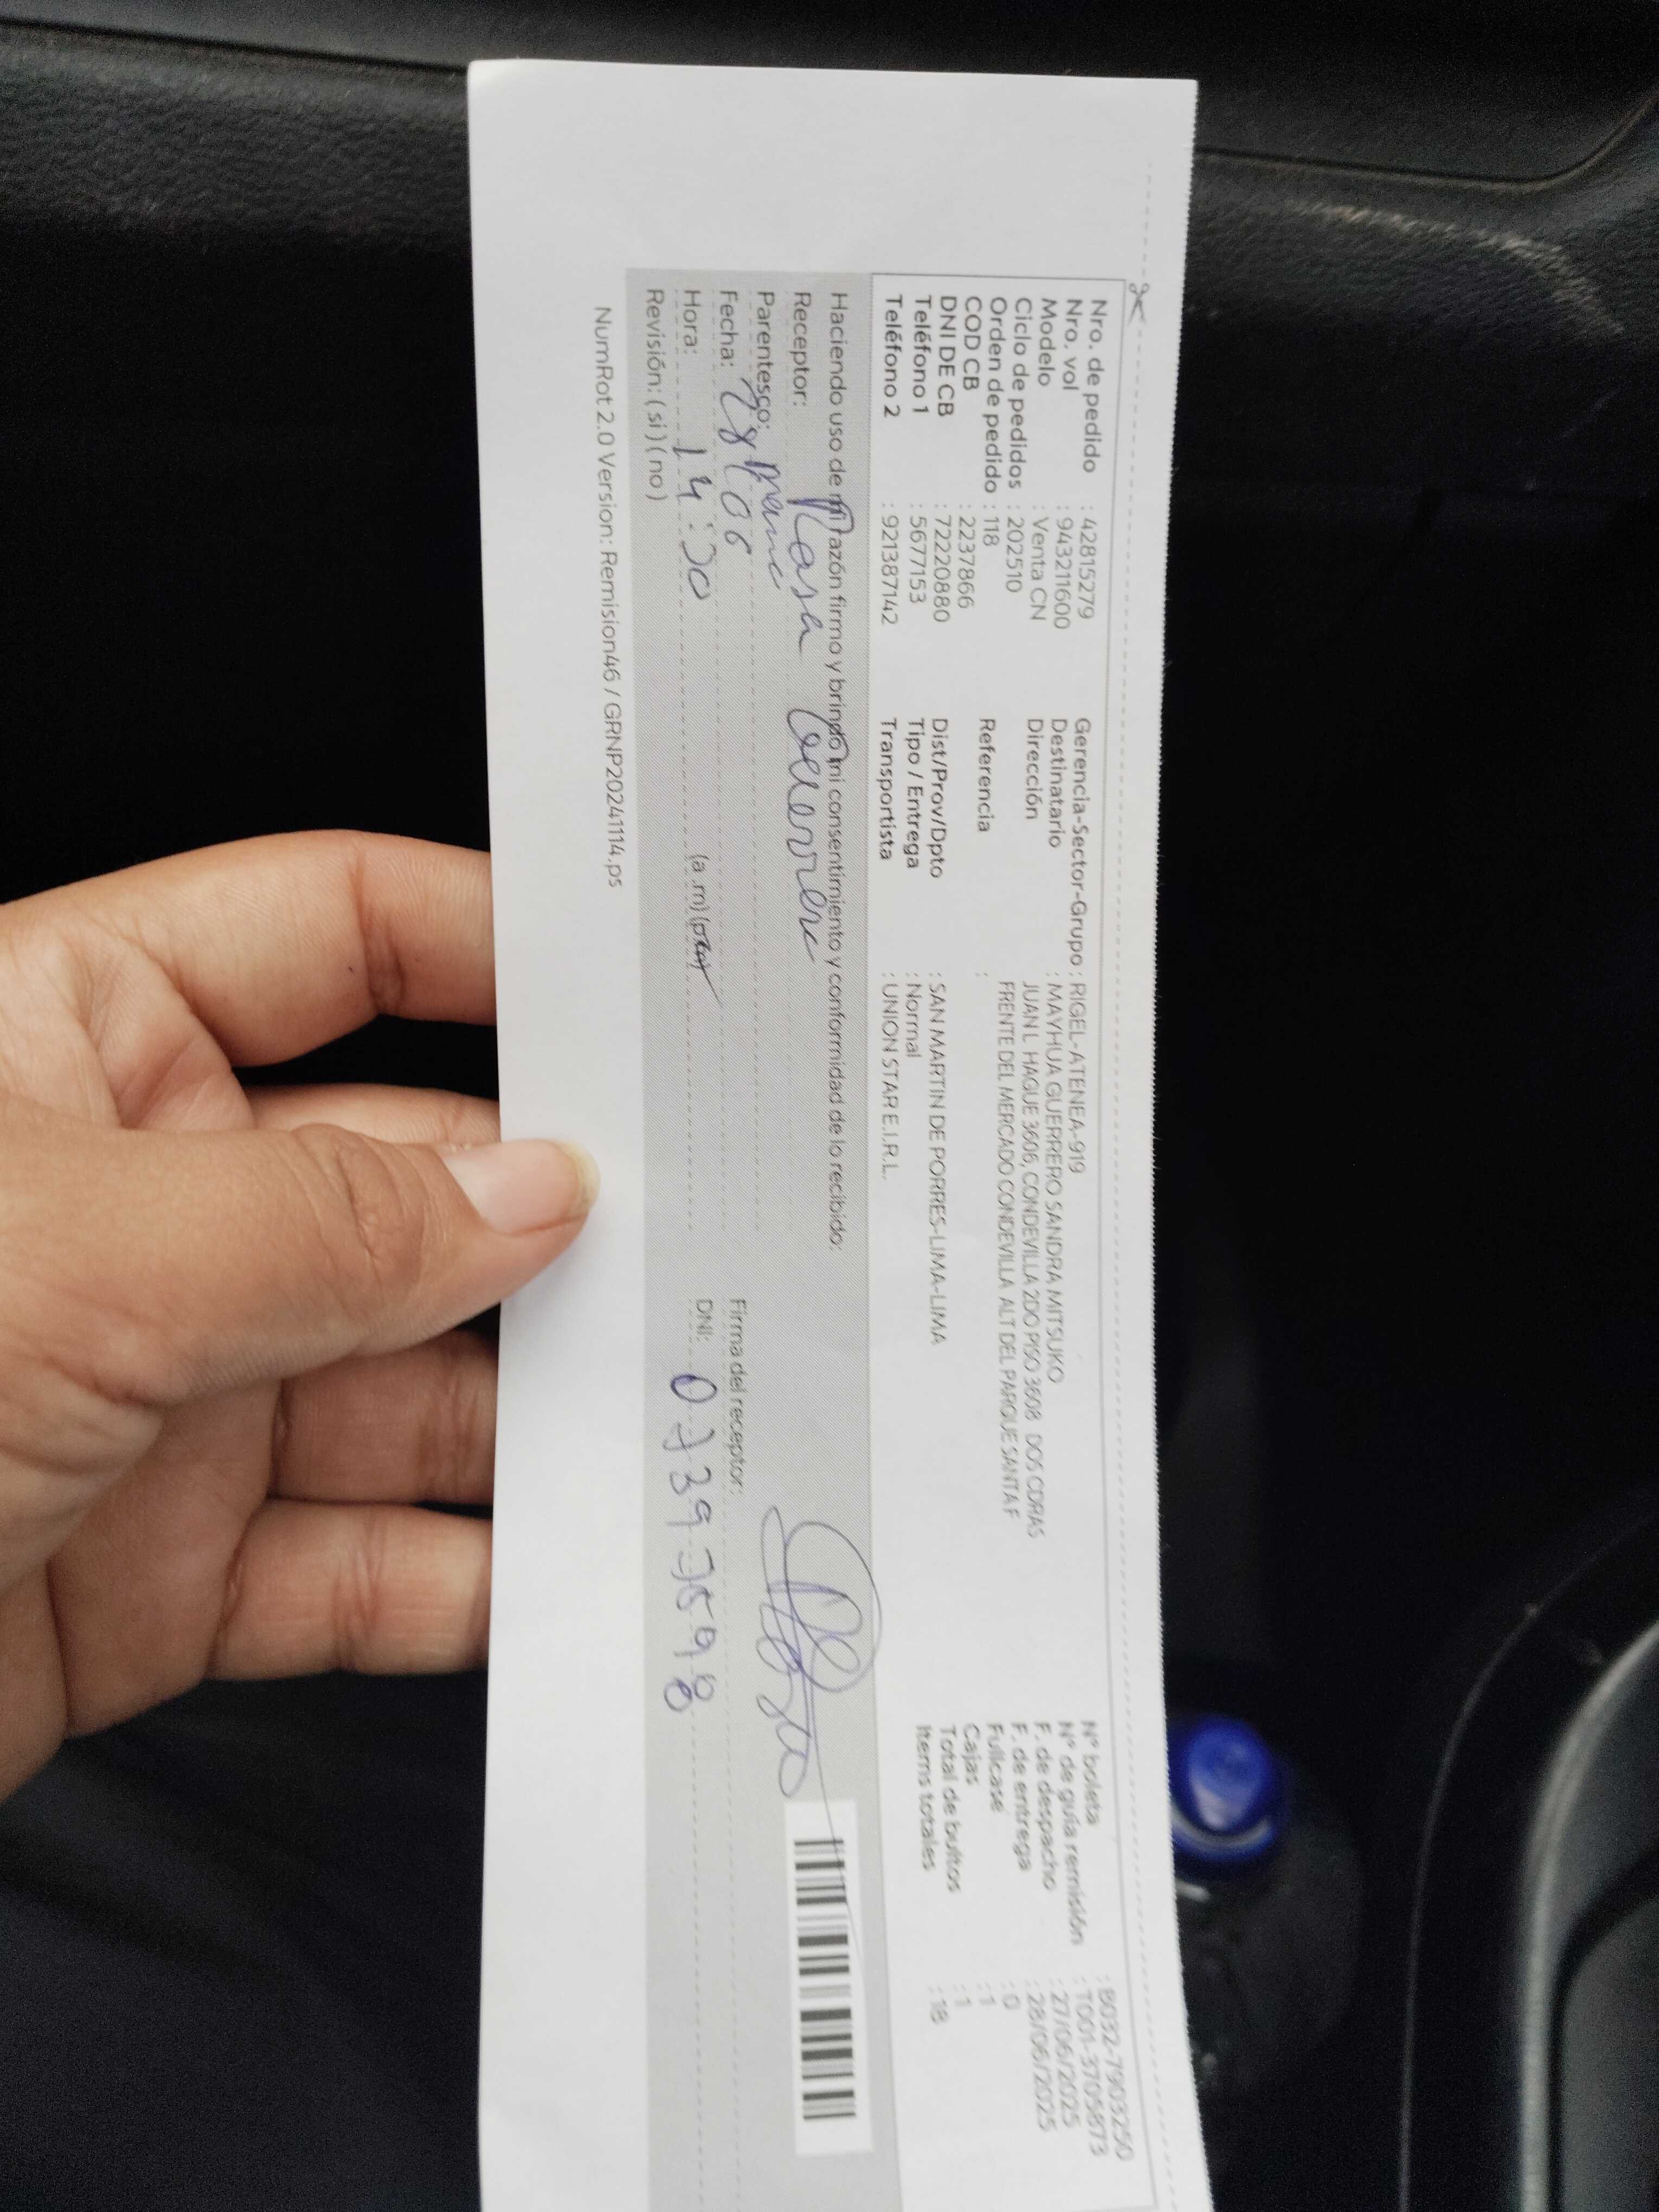 Nro. de pedido : 42815279
Nro. vol : 943211600
Modelo : Venta CN
Ciclo de pedidos : 202510
Orden de pedido : 118
COD CB : 2237866
DNI DE CB : 72220880
Teléfono 1 : 5677153
Teléfono 2 : 921387142
Gerencia-Sector-Grupo : RIGEL-ATENEA-919
Destinatario : MAYHUA GUERRERO SANDRA MITSUKO
Dirección JUAN L HAGUE 3606, CONDEVILLA 2DO PISO 3608 DOS CDRAS
FRENTE DEL MERCADO CONDEVILLA ALT DEL PARQUE SANTA F
Referencia :
Dist/Prov/Dpto : SAN MARTIN DE PORRES-LIMA-LIMA
Tipo / Entrega : Normal
Transportista : UNION STAR E.I.R.L.
N° boleta : B032-7903250
N° de guía remisión : T001-3705873
F. de despacho : 27/06/2025
F. de entrega : 28/06/2025
Fullcase : 0
Cajas : 1
Total de bultos : 1
Items totales : 18
Haciendo uso de mi razón firmo y brindo mi consentimiento y conformidad de lo recibido:
Receptor: Rosa Guerrero
Parentesco: mama
Fecha: 28/06
Hora: 14:30 (a.m)(p.m)
Revisión: ( si ) ( no )
Firma del receptor:
DNI:
NumRot 2.0 Version: Remision46 / GRNP20241114.ps